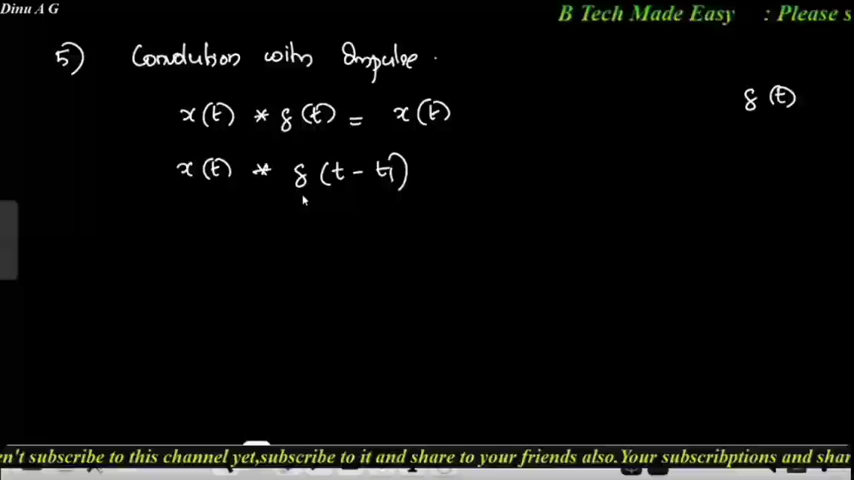 Dinu A G
B Tech Made Easy : Please s
5) Convolution with Impulse.
x(t) * δ(t) = x(t)
δ(t)
x(t) * δ(t - t1)
n't subscribe to this channel yet,subscribe to it and share to your friends also.Your subscribptions and shar